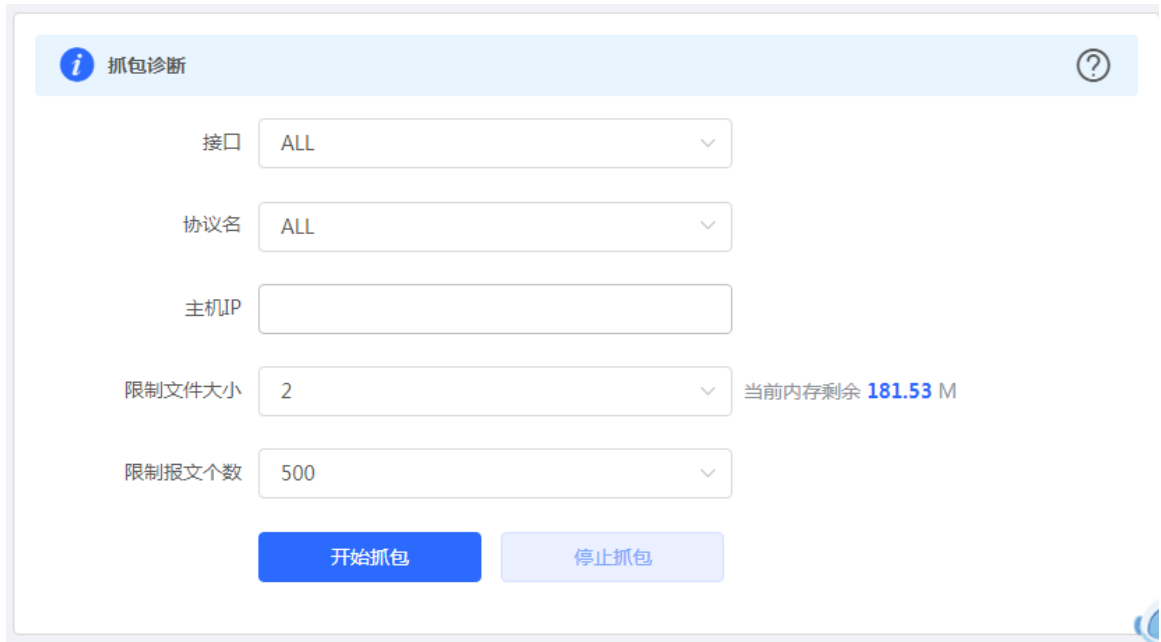 抓包诊断
接口 ALL
协议名 ALL
主机IP
限制文件大小 2 当前内存剩余 181.53 M
限制报文个数 500
开始抓包 停止抓包